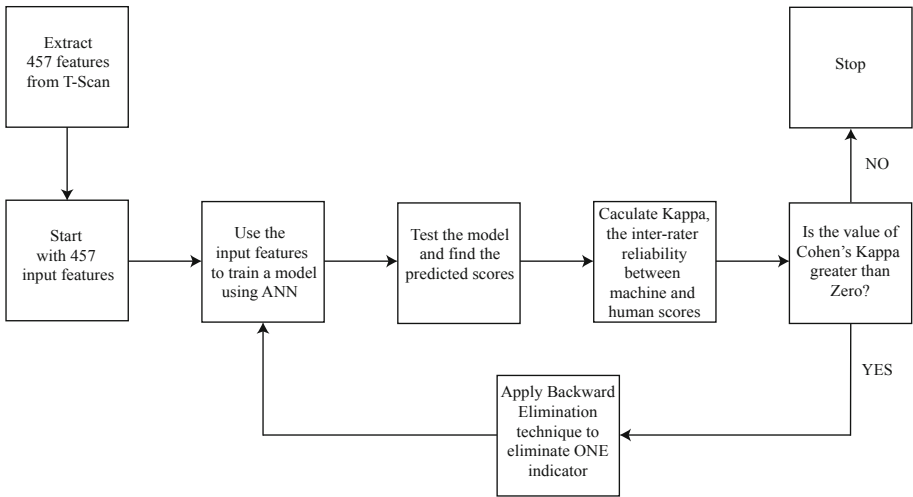 Extract
457 features
from T-Scan
Stop
NO
Start
with 457
input features
Use the
input features
to train a model
using ANN
Test the model
and find the
predicted scores
Caculate Kappa,
the inter-rater
reliability
between
machine and
human scores
Is the value of
Cohen's Kappa
greater than
Zero?
YES
Apply Backward
Elimination
technique to
eliminate ONE
indicator